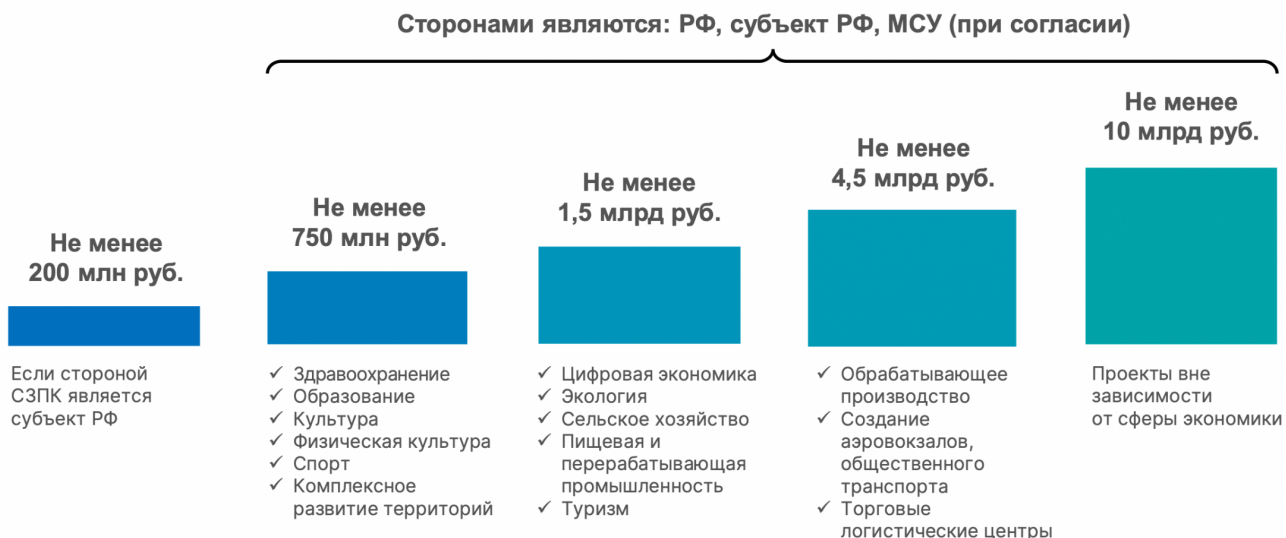 Сторонами являются: РФ, субъект РФ, МСУ (при согласии)
Не менее
200 млн руб.
Если стороной
СЗПК является
субъект РФ
Не менее
750 млн руб.
✓ Здравоохранение
✓ Образование
✓ Культура
✓ Физическая культура
✓ Спорт
✓ Комплексное
развитие территорий
Не менее
1,5 млрд руб.
✓ Цифровая экономика
✓ Экология
✓ Сельское хозяйство
✓ Пищевая и
перерабатывающая
промышленность
✓ Туризм
Не менее
4,5 млрд руб.
✓ Обрабатывающее
производство
✓ Создание
аэровокзалов,
общественного
транспорта
✓ Торговые
логистические центры
Не менее
10 млрд руб.
Проекты вне
зависимости
от сферы экономики